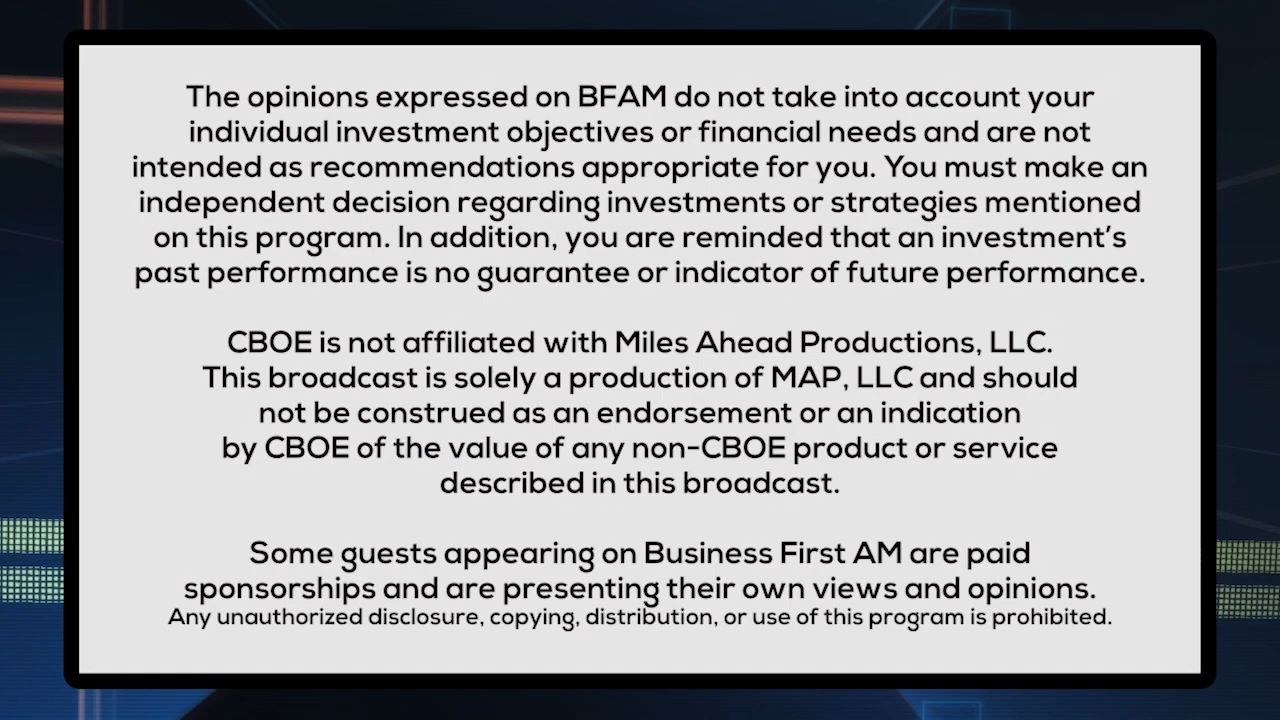 The opinions expressed on BFAM do not take into account your
individual investment objectives or financial needs and are not
intended as recommendations appropriate for you. You must make an
independent decision regarding investments or strategies mentioned
on this program. In addition, you are reminded that an investment's
past performance is no guarantee or indicator of future performance.
CBOE is not affiliated with Miles Ahead Productions, LLC.
This broadcast is solely a production of MAP, LLC and should
not be construed as an endorsement or an indication
by CBOE of the value of any non-CBOE product or service
described in this broadcast.
Some guests appearing on Business First AM are paid
sponsorships and are presenting their own views and opinions.
Any unauthorized disclosure, copying, distribution, or use of this program is prohibited.